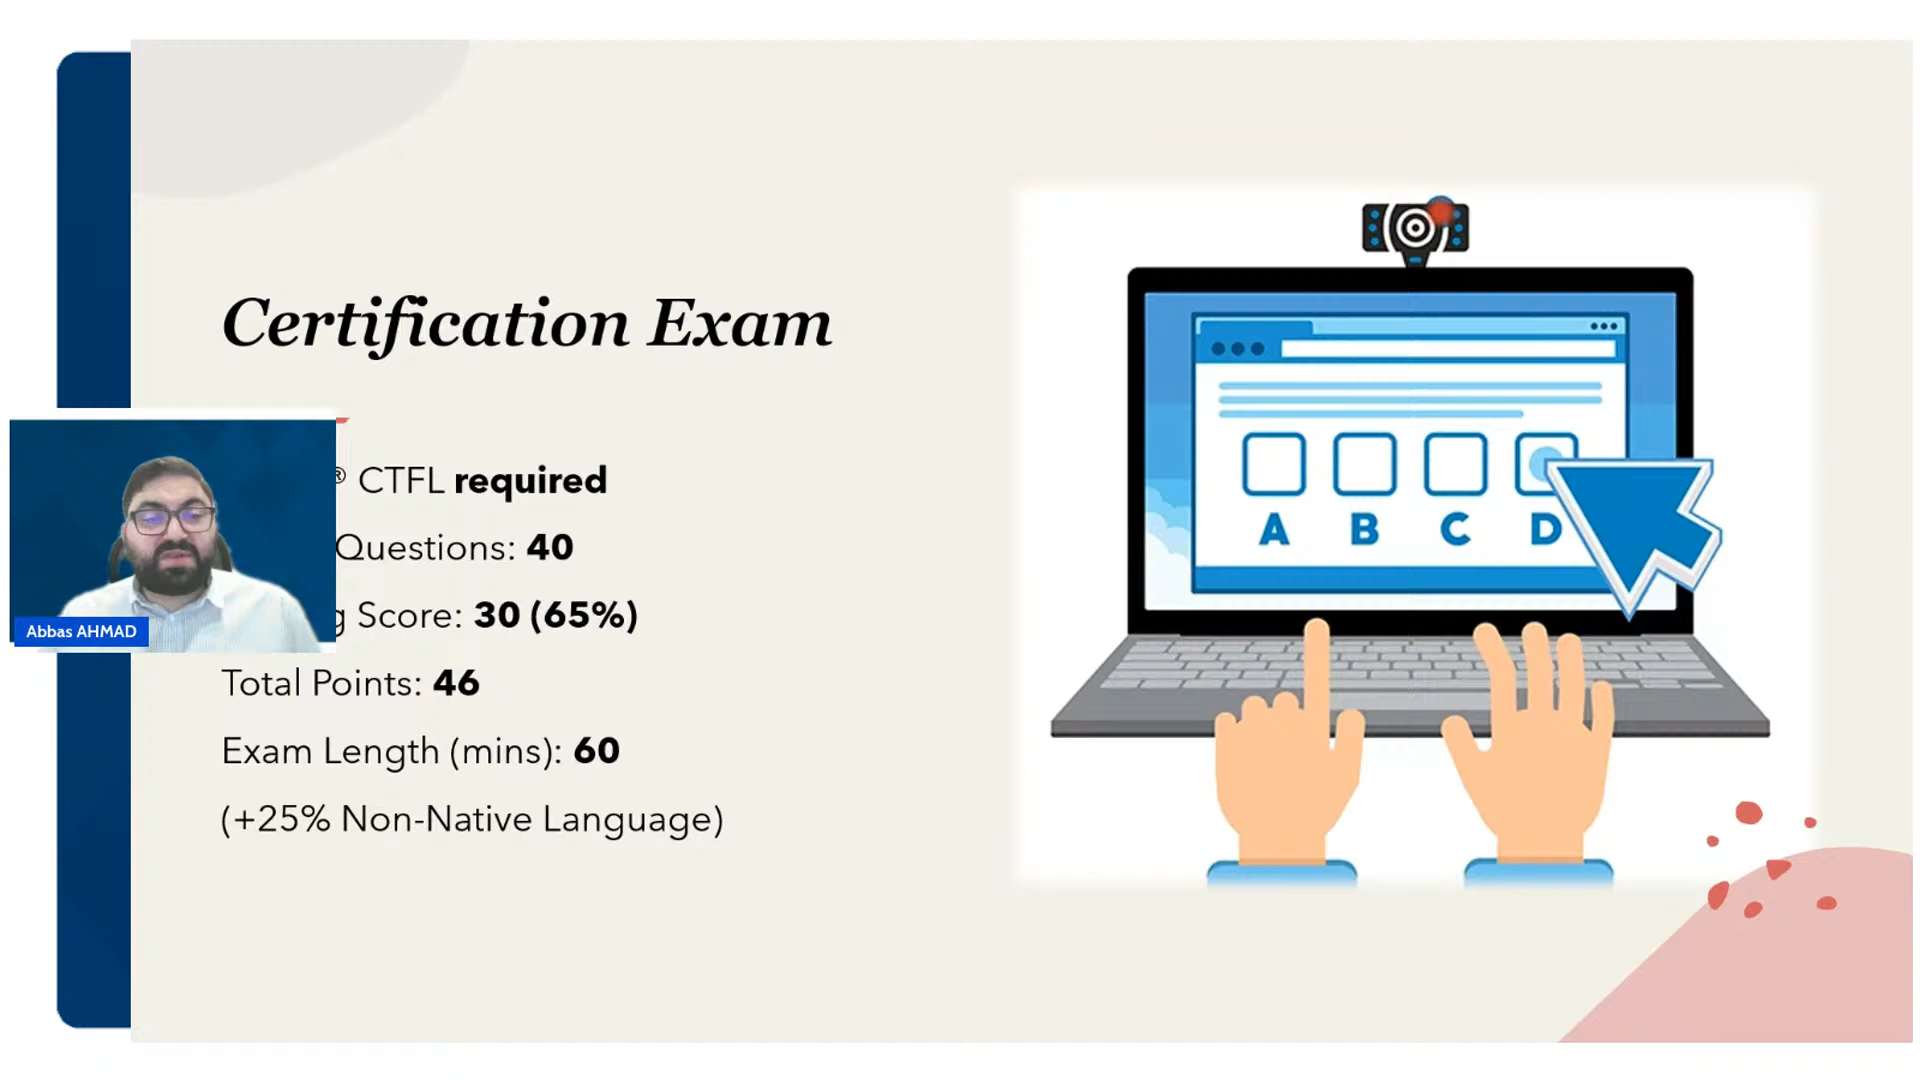 Certification Exam
® CTFL required
Questions: 40
g Score: 30 (65%)
Abbas AHMAD
Total Points: 46
Exam Length (mins): 60
(+25% Non-Native Language)
A B C D